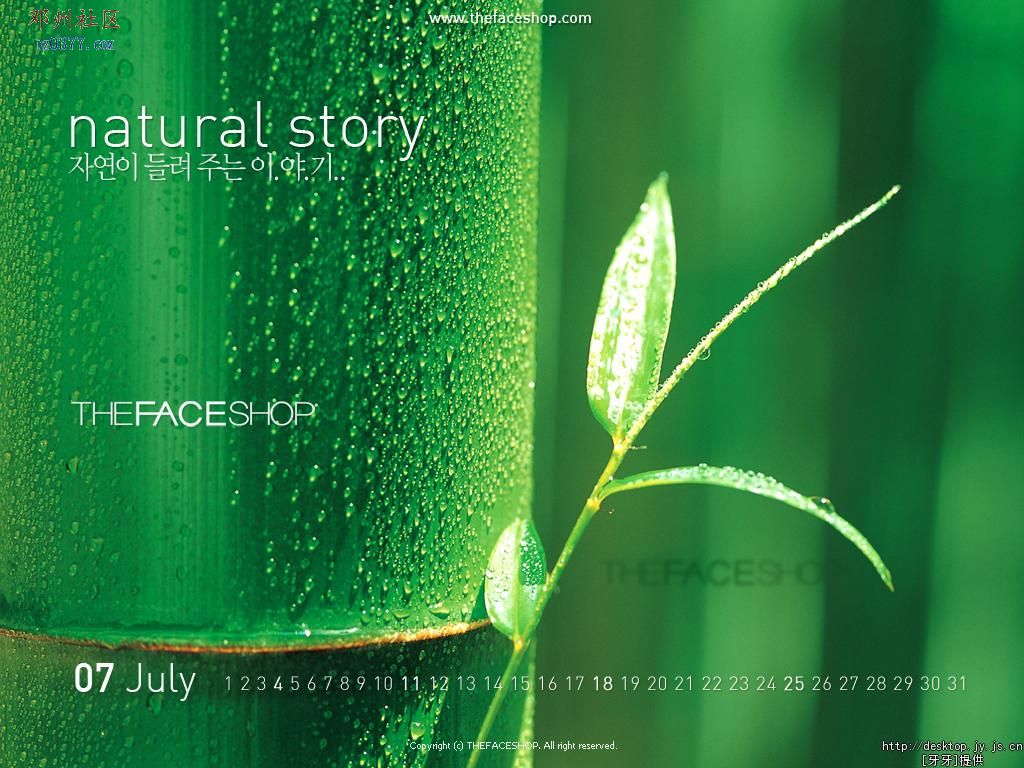 www.thefaceshop.com
邓州社区
natural story
자연이 들려 주는 이.야.기..
THEFACESHOP
THEFACESHOP
07 July 1 2 3 4 5 6 7 8 9 10 11 12 13 14 15 16 17 18 19 20 21 22 23 24 25 26 27 28 29 30 31
Copyright (c) THEFACESHOP. All right reserved.
http://desktop.jy.js.cn
[牙牙]提供